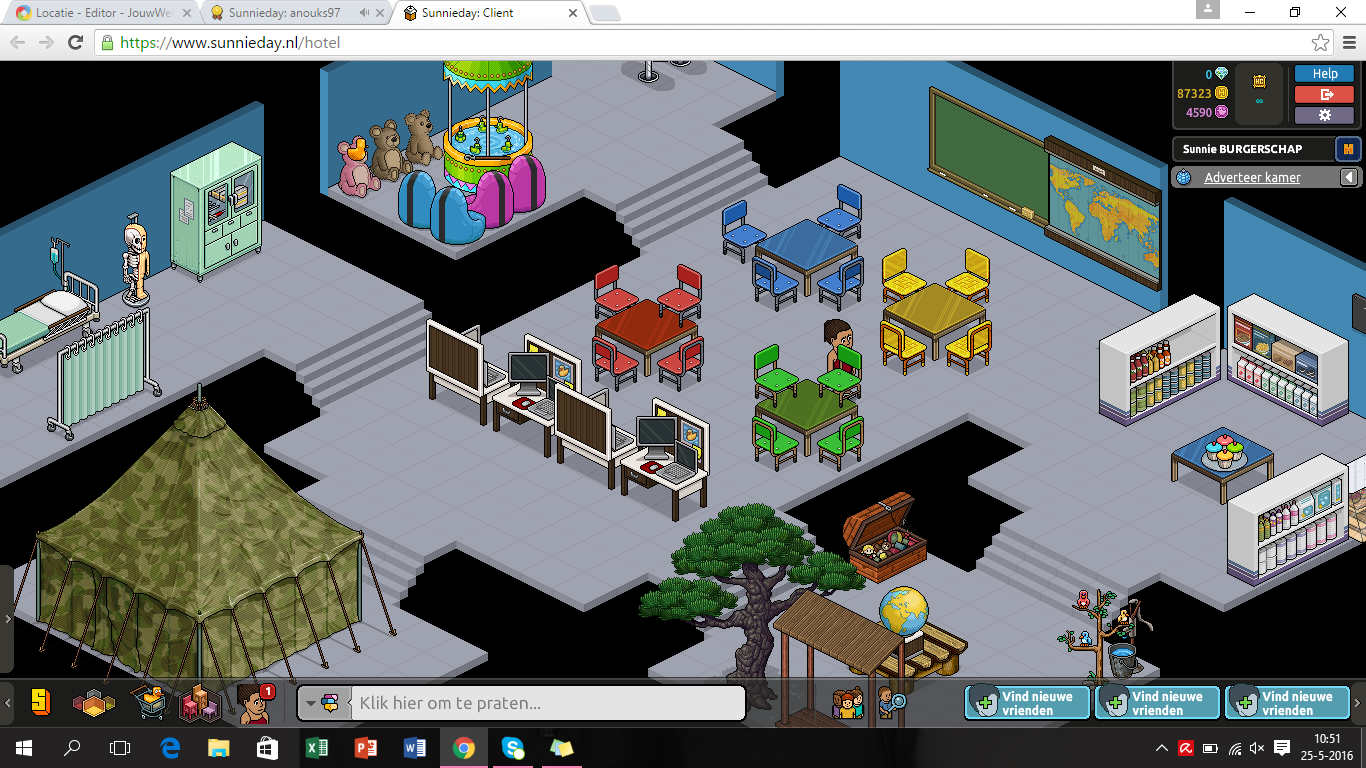 Locatie - Editor - JouwWe
Sunnieday: anouks97
Sunnieday: Client
https://www.sunnieday.nl/hotel
0
87323
4590
HC
∞
Help
Sunnie BURGERSCHAP
H
Adverteer kamer
S
1
Klik hier om te praten...
Vind nieuwe
vrienden
Vind nieuwe
vrienden
Vind nieuwe
vrienden
10:51
25-5-2016